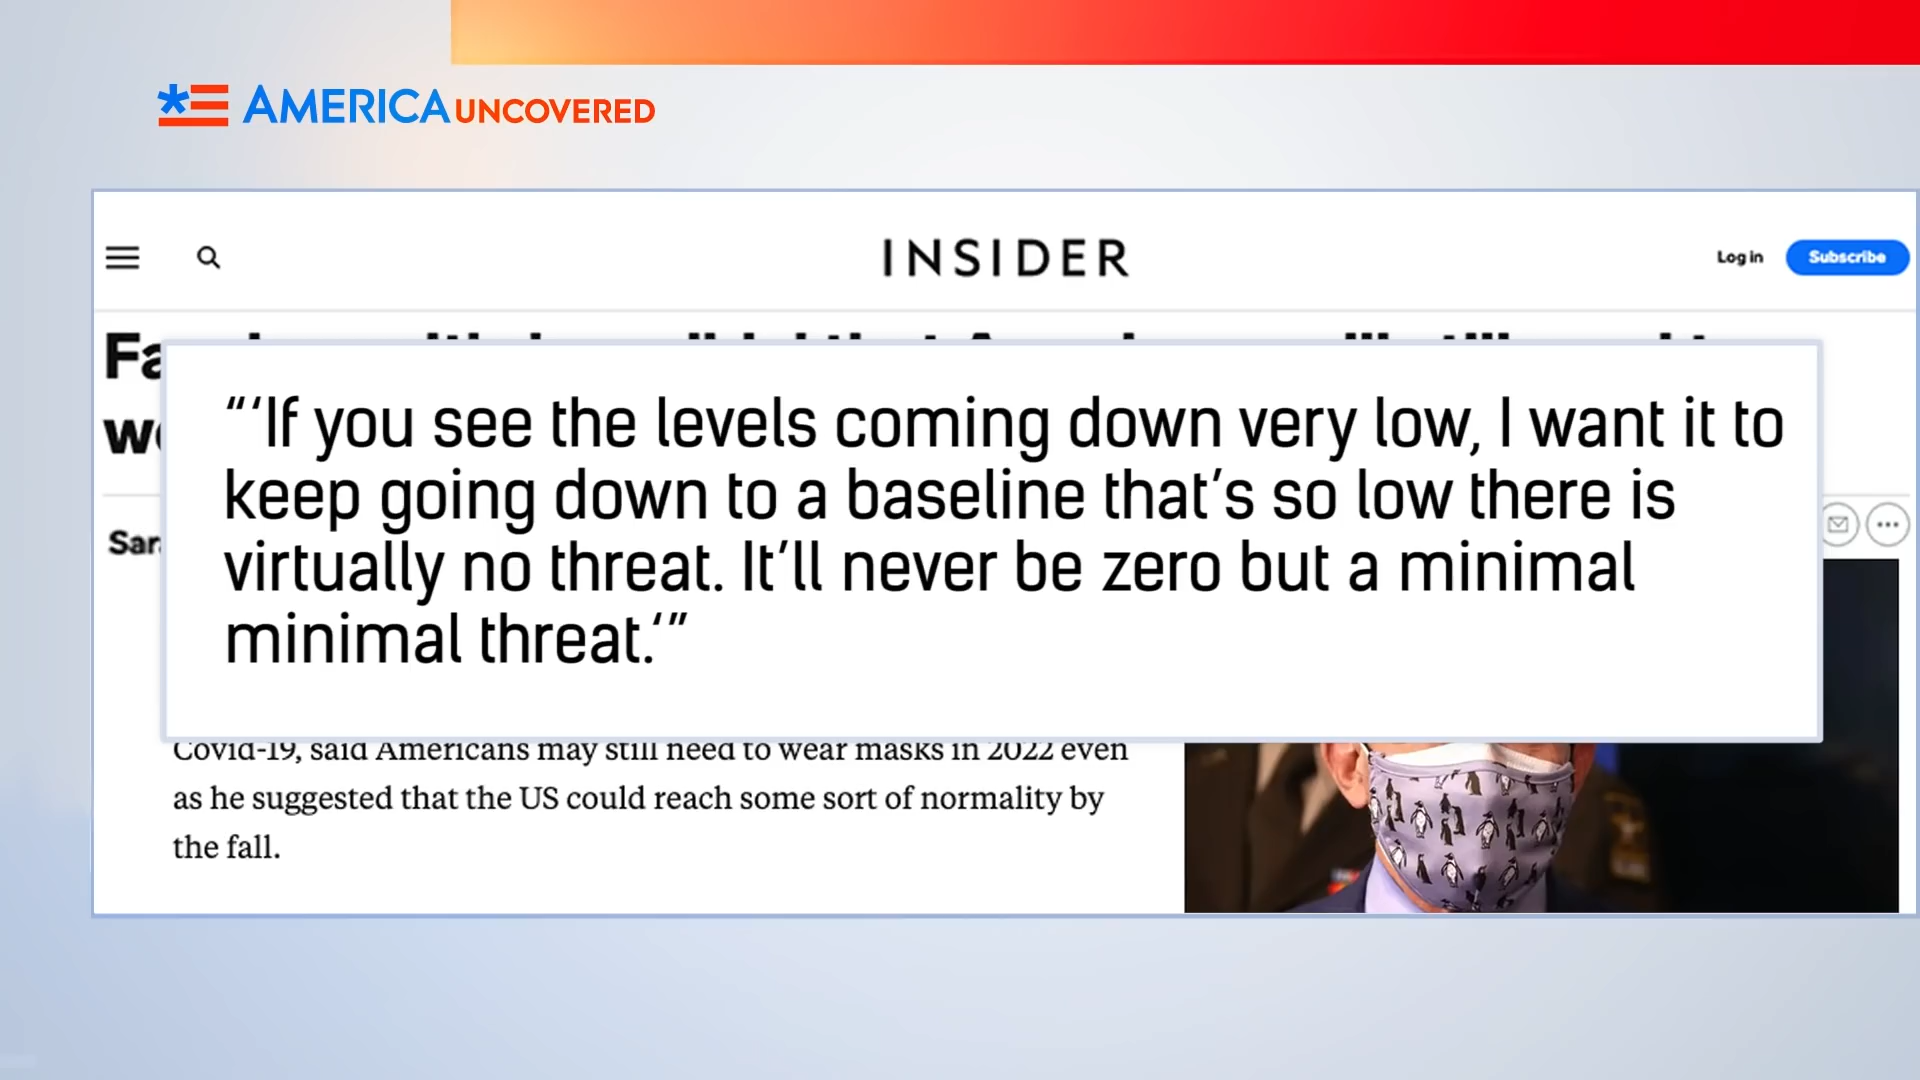 AMERICA UNCOVERED
INSIDER
Log in
Subscribe
“‘If you see the levels coming down very low, I want it to
keep going down to a baseline that’s so low there is
virtually no threat. It’ll never be zero but a minimal
minimal threat.‘”
Covid-19, said Americans may still need to wear masks in 2022 even
as he suggested that the US could reach some sort of normality by
the fall.